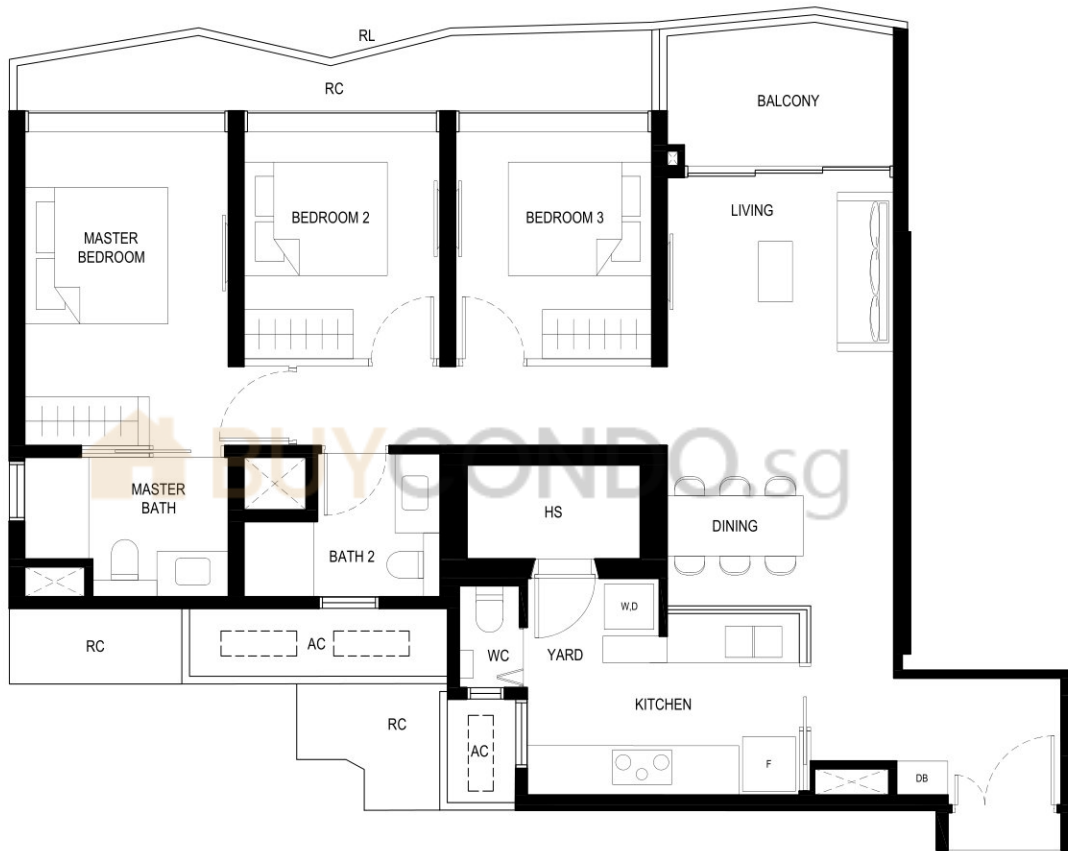 RL
RC
BALCONY
LIVING
BEDROOM 2
BEDROOM 3
MASTER
BEDROOM
BUYCONDO.sg
MASTER
BATH
HS
DINING
BATH 2
W,D
RC
AC
WC
YARD
KITCHEN
RC
AC
F
DB